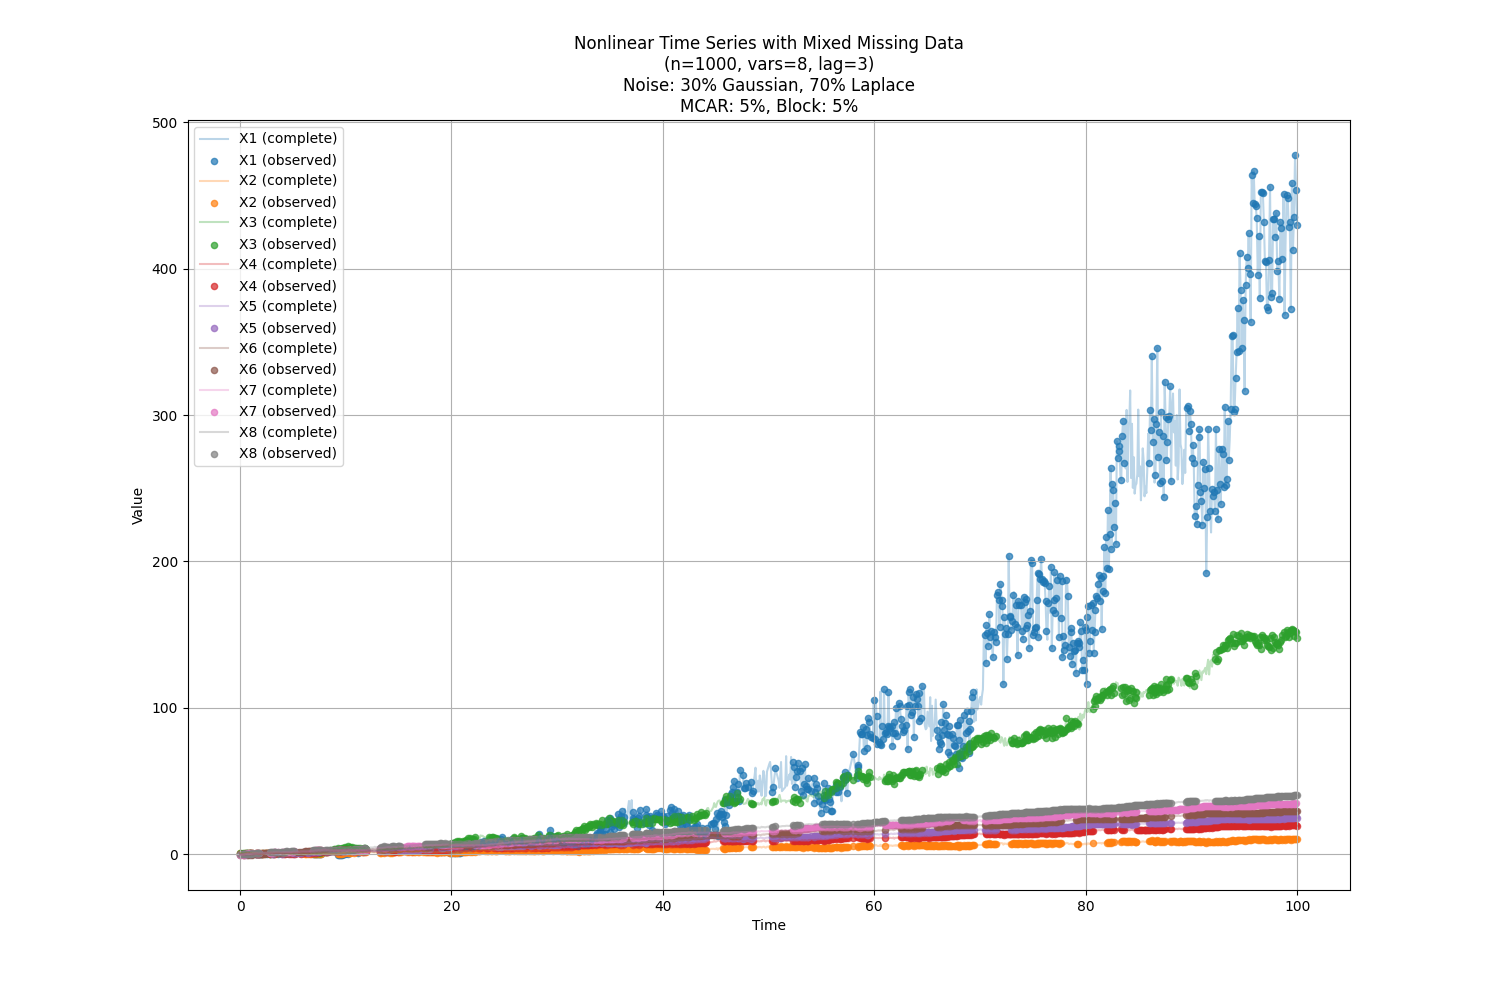 Nonlinear Time Series with Mixed Missing Data
(n=1000, vars=8, lag=3)
Noise: 30% Gaussian, 70% Laplace
MCAR: 5%, Block: 5%
500
400
300
200
100
0
Value
X1 (complete)
X1 (observed)
X2 (complete)
X2 (observed)
X3 (complete)
X3 (observed)
X4 (complete)
X4 (observed)
X5 (complete)
X5 (observed)
X6 (complete)
X6 (observed)
X7 (complete)
X7 (observed)
X8 (complete)
X8 (observed)
0 20 40 60 80 100
Time